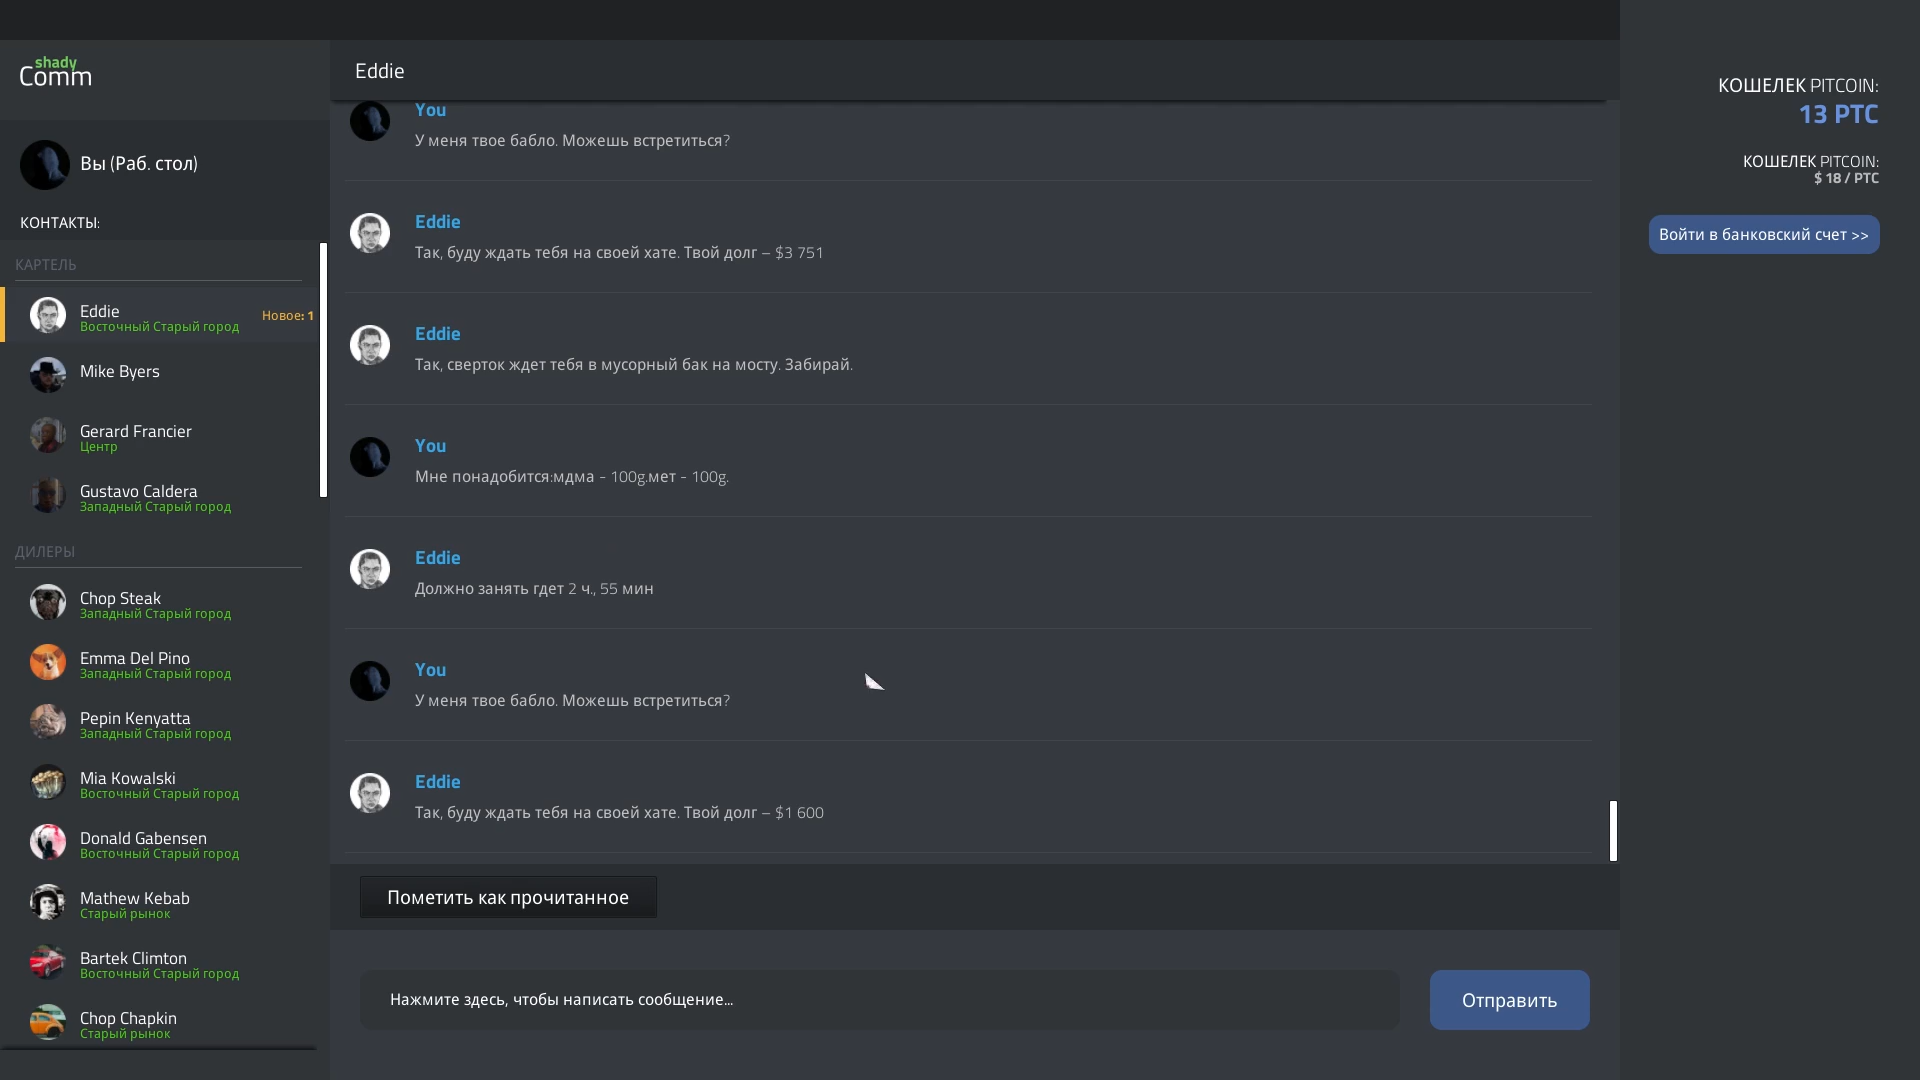 shady
Comm
Вы (Раб. стол)
КОНТАКТЫ:
КАРТЕЛЬ
Eddie
Восточный Старый город
Новое: 1
Mike Byers
Gerard Francier
Центр
Gustavo Caldera
Западный Старый город
ДИЛЕРЫ
Chop Steak
Западный Старый город
Emma Del Pino
Западный Старый город
Pepin Kenyatta
Западный Старый город
Mia Kowalski
Восточный Старый город
Donald Gabensen
Восточный Старый город
Mathew Kebab
Старый рынок
Bartek Climton
Восточный Старый город
Chop Chapkin
Старый рынок
Eddie
You
У меня твое бабло. Можешь встретиться?
Eddie
Так, буду ждать тебя на своей хате. Твой долг – $3 751
Eddie
Так, сверток ждет тебя в мусорный бак на мосту. Забирай.
You
Мне понадобится:мдма - 100g.мет - 100g.
Eddie
Должно занять гдет 2 ч., 55 мин
You
У меня твое бабло. Можешь встретиться?
Eddie
Так, буду ждать тебя на своей хате. Твой долг – $1 600
Пометить как прочитанное
Нажмите здесь, чтобы написать сообщение...
Отправить
КОШЕЛЕК PITCOIN:
13 PTC
КОШЕЛЕК PITCOIN:
$ 18 / PTC
Войти в банковский счет >>